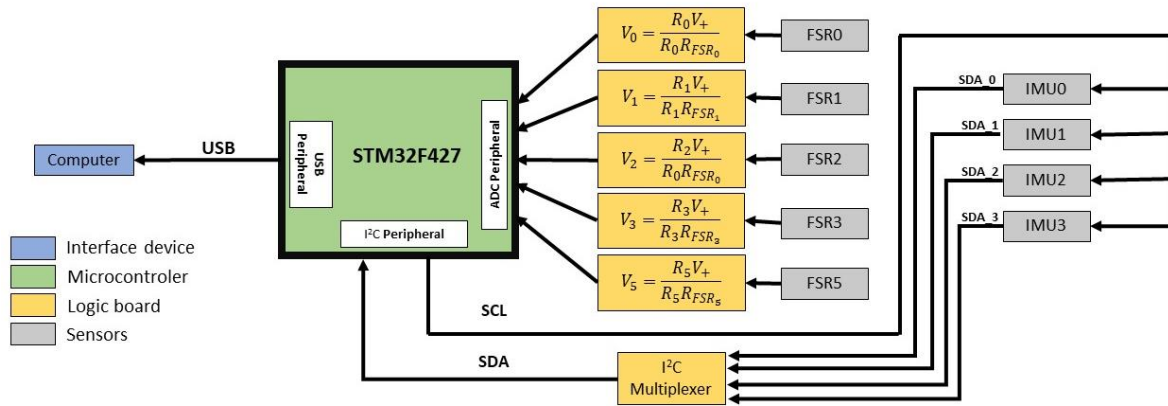 V₀ = R₀V₊ / R₀R_FSR₀
FSR0
V₁ = R₁V₊ / R₁R_FSR₁
FSR1
V₂ = R₂V₊ / R₀R_FSR₀
FSR2
V₃ = R₃V₊ / R₃R_FSR₃
FSR3
V₅ = R₅V₊ / R₅R_FSR₅
FSR5
SDA_0
IMU0
SDA_1
IMU1
SDA_2
IMU2
SDA_3
IMU3
Computer
USB
USB
Peripheral
STM32F427
ADC Peripheral
I²C Peripheral
Interface device
Microcontroler
Logic board
Sensors
SCL
SDA
I²C
Multiplexer